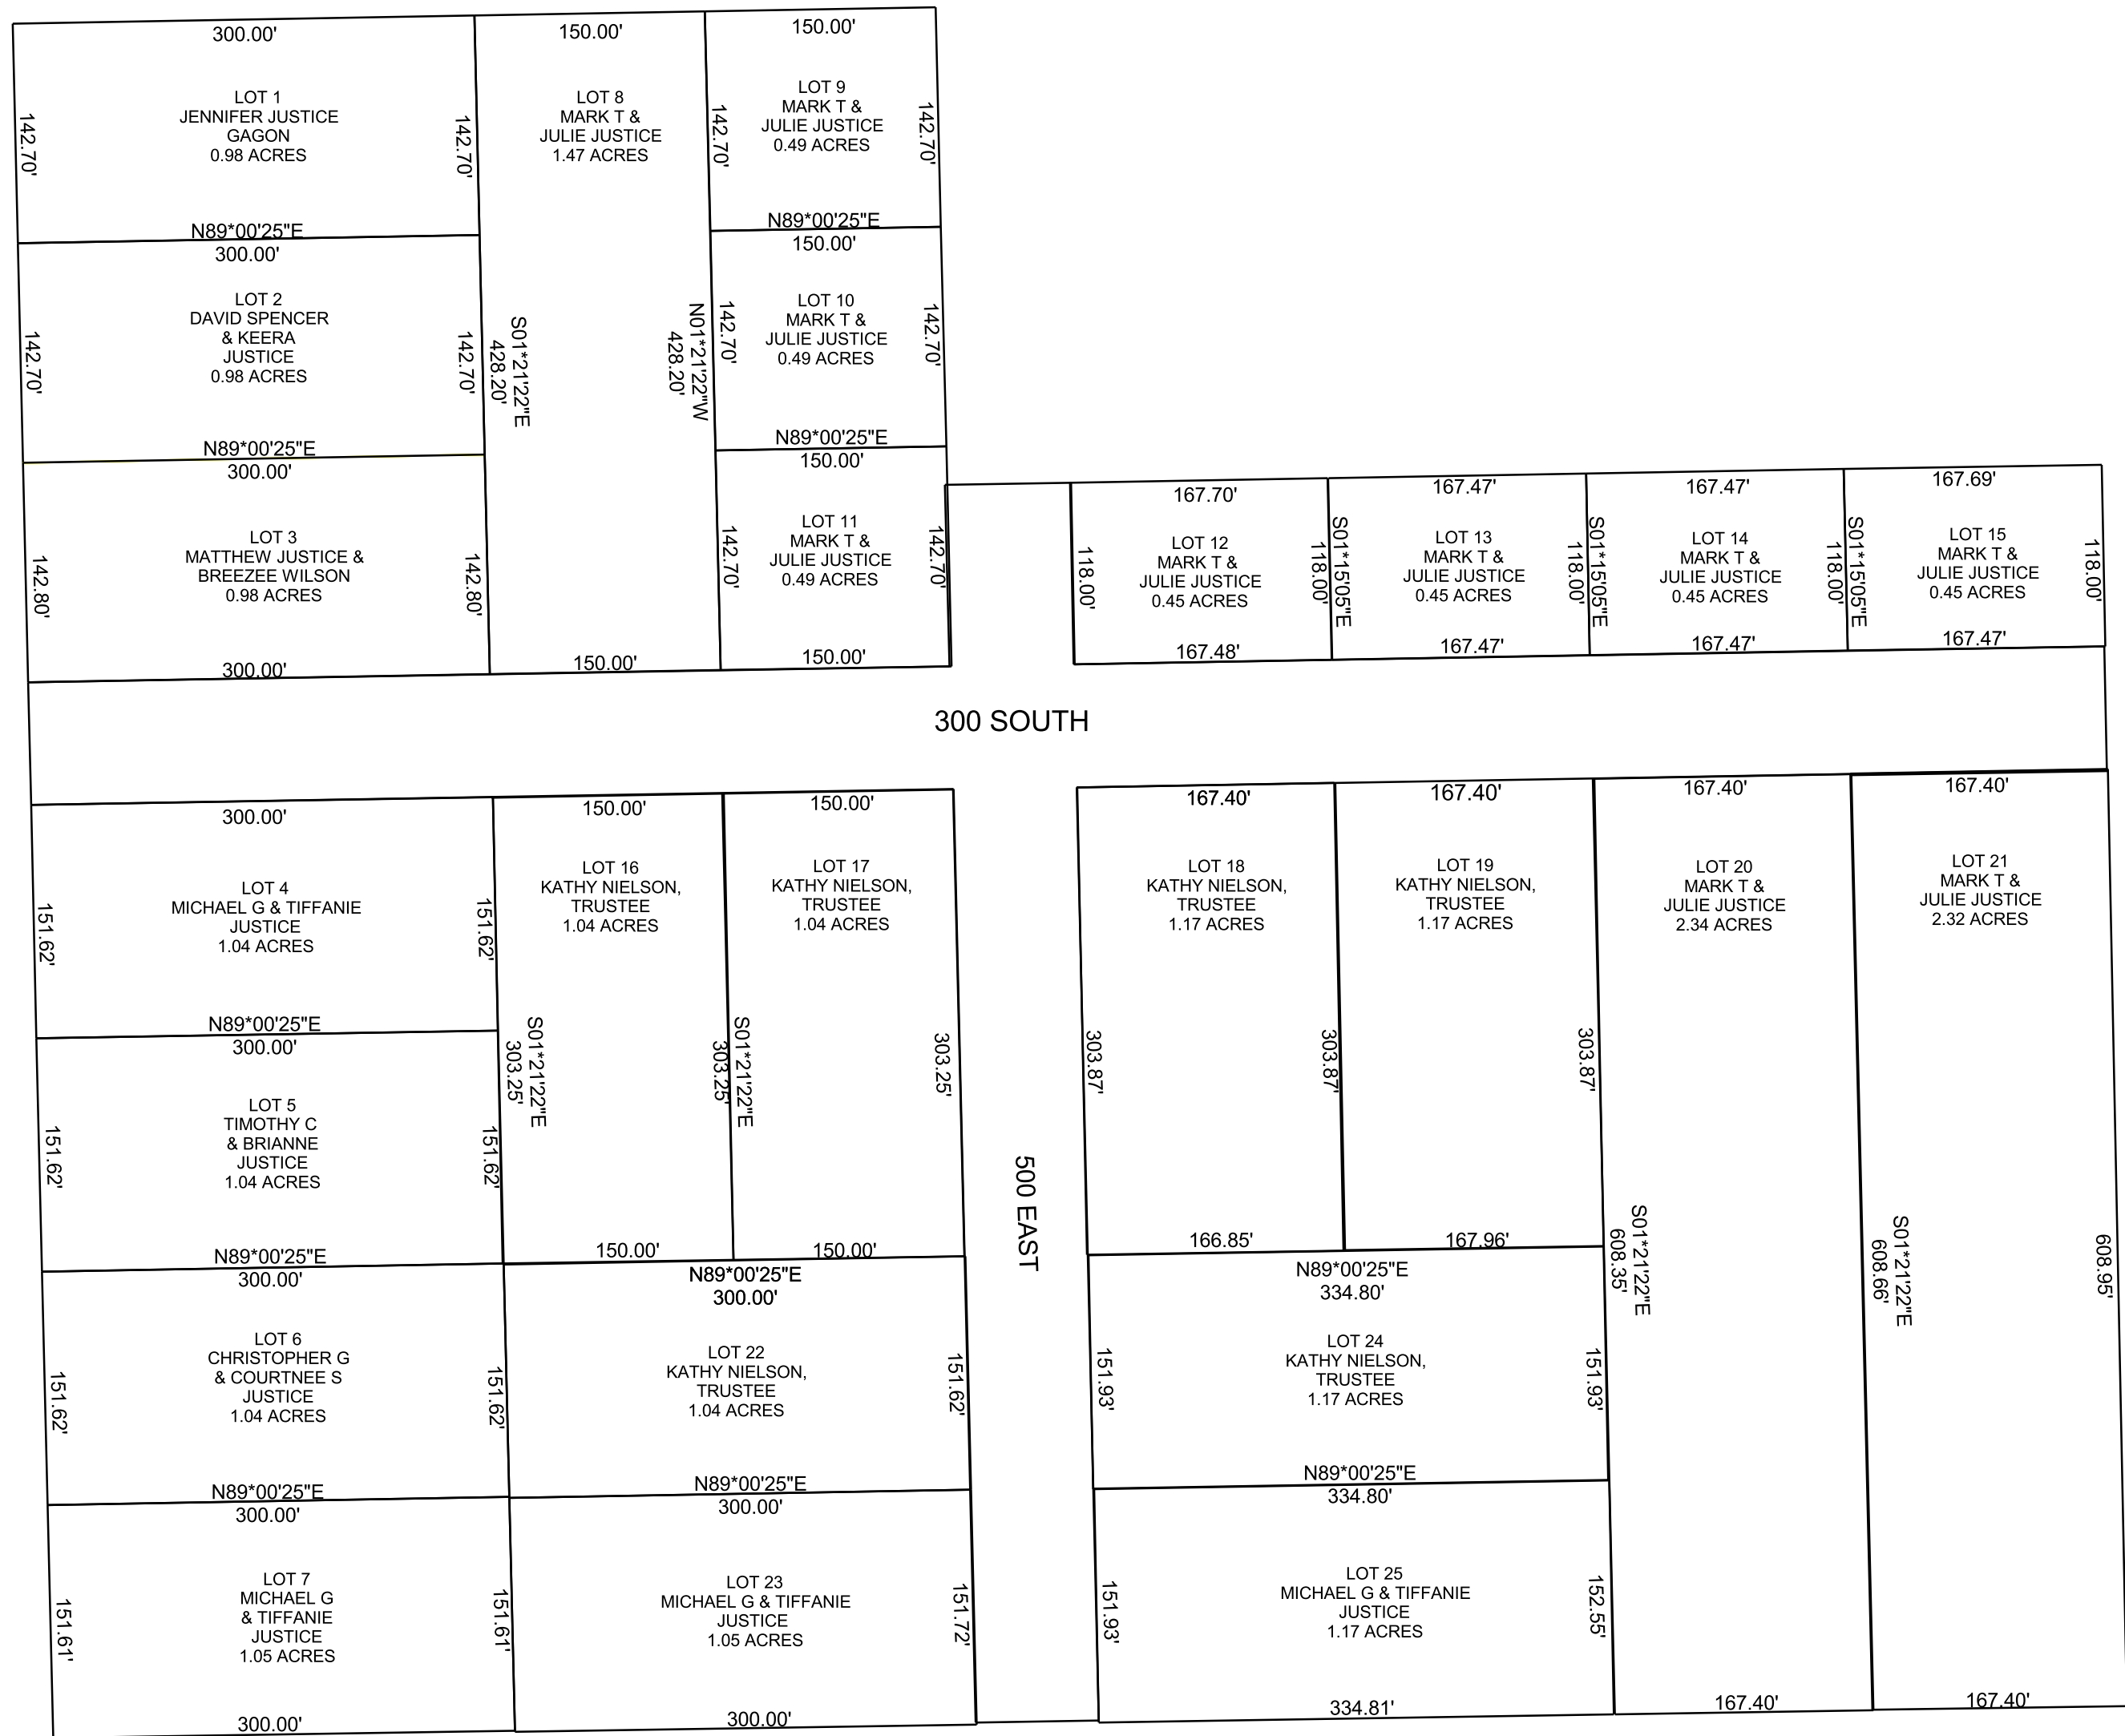 300.00'
LOT 1
JENNIFER JUSTICE
GAGON
0.98 ACRES
142.70'
142.70'
N89*00'25"E
300.00'
LOT 2
DAVID SPENCER
& KEERA
JUSTICE
0.98 ACRES
142.70'
142.70'
N89*00'25"E
300.00'
LOT 3
MATTHEW JUSTICE &
BREEZEE WILSON
0.98 ACRES
142.80'
142.80'
300.00'
150.00'
LOT 8
MARK T &
JULIE JUSTICE
1.47 ACRES
S01*21'22"E
428.20'
N01*21'22"W
428.20'
150.00'
150.00'
LOT 9
MARK T &
JULIE JUSTICE
0.49 ACRES
142.70'
142.70'
N89*00'25"E
150.00'
LOT 10
MARK T &
JULIE JUSTICE
0.49 ACRES
142.70'
142.70'
N89*00'25"E
150.00'
LOT 11
MARK T &
JULIE JUSTICE
0.49 ACRES
142.70'
142.70'
150.00'
167.70'
118.00'
LOT 12
MARK T &
JULIE JUSTICE
0.45 ACRES
118.00'
S01*15'05"E
167.48'
167.47'
LOT 13
MARK T &
JULIE JUSTICE
0.45 ACRES
118.00'
S01*15'05"E
167.47'
167.47'
LOT 14
MARK T &
JULIE JUSTICE
0.45 ACRES
118.00'
S01*15'05"E
167.47'
167.69'
LOT 15
MARK T &
JULIE JUSTICE
0.45 ACRES
118.00'
167.47'
300 SOUTH
300.00'
LOT 4
MICHAEL G & TIFFANIE
JUSTICE
1.04 ACRES
151.62'
151.62'
N89*00'25"E
300.00'
LOT 5
TIMOTHY C
& BRIANNE
JUSTICE
1.04 ACRES
151.62'
151.62'
N89*00'25"E
300.00'
LOT 6
CHRISTOPHER G
& COURTNEE S
JUSTICE
1.04 ACRES
151.62'
151.62'
N89*00'25"E
300.00'
LOT 7
MICHAEL G
& TIFFANIE
JUSTICE
1.05 ACRES
151.61'
151.61'
300.00'
150.00'
LOT 16
KATHY NIELSON,
TRUSTEE
1.04 ACRES
S01*21'22"E
303.25'
303.25'
150.00'
150.00'
LOT 17
KATHY NIELSON,
TRUSTEE
1.04 ACRES
S01*21'22"E
303.25'
150.00'
N89*00'25"E
300.00'
LOT 22
KATHY NIELSON,
TRUSTEE
1.04 ACRES
151.62'
N89*00'25"E
300.00'
LOT 23
MICHAEL G & TIFFANIE
JUSTICE
1.05 ACRES
151.72'
300.00'
500 EAST
167.40'
LOT 18
KATHY NIELSON,
TRUSTEE
1.17 ACRES
303.87'
303.87'
166.85'
167.40'
LOT 19
KATHY NIELSON,
TRUSTEE
1.17 ACRES
303.87'
167.96'
N89*00'25"E
334.80'
LOT 24
KATHY NIELSON,
TRUSTEE
1.17 ACRES
151.93'
151.93'
N89*00'25"E
334.80'
LOT 25
MICHAEL G & TIFFANIE
JUSTICE
1.17 ACRES
151.93'
152.55'
334.81'
167.40'
LOT 20
MARK T &
JULIE JUSTICE
2.34 ACRES
S01*21'22"E
608.35'
167.40'
167.40'
LOT 21
MARK T &
JULIE JUSTICE
2.32 ACRES
S01*21'22"E
608.66'
608.95'
167.40'